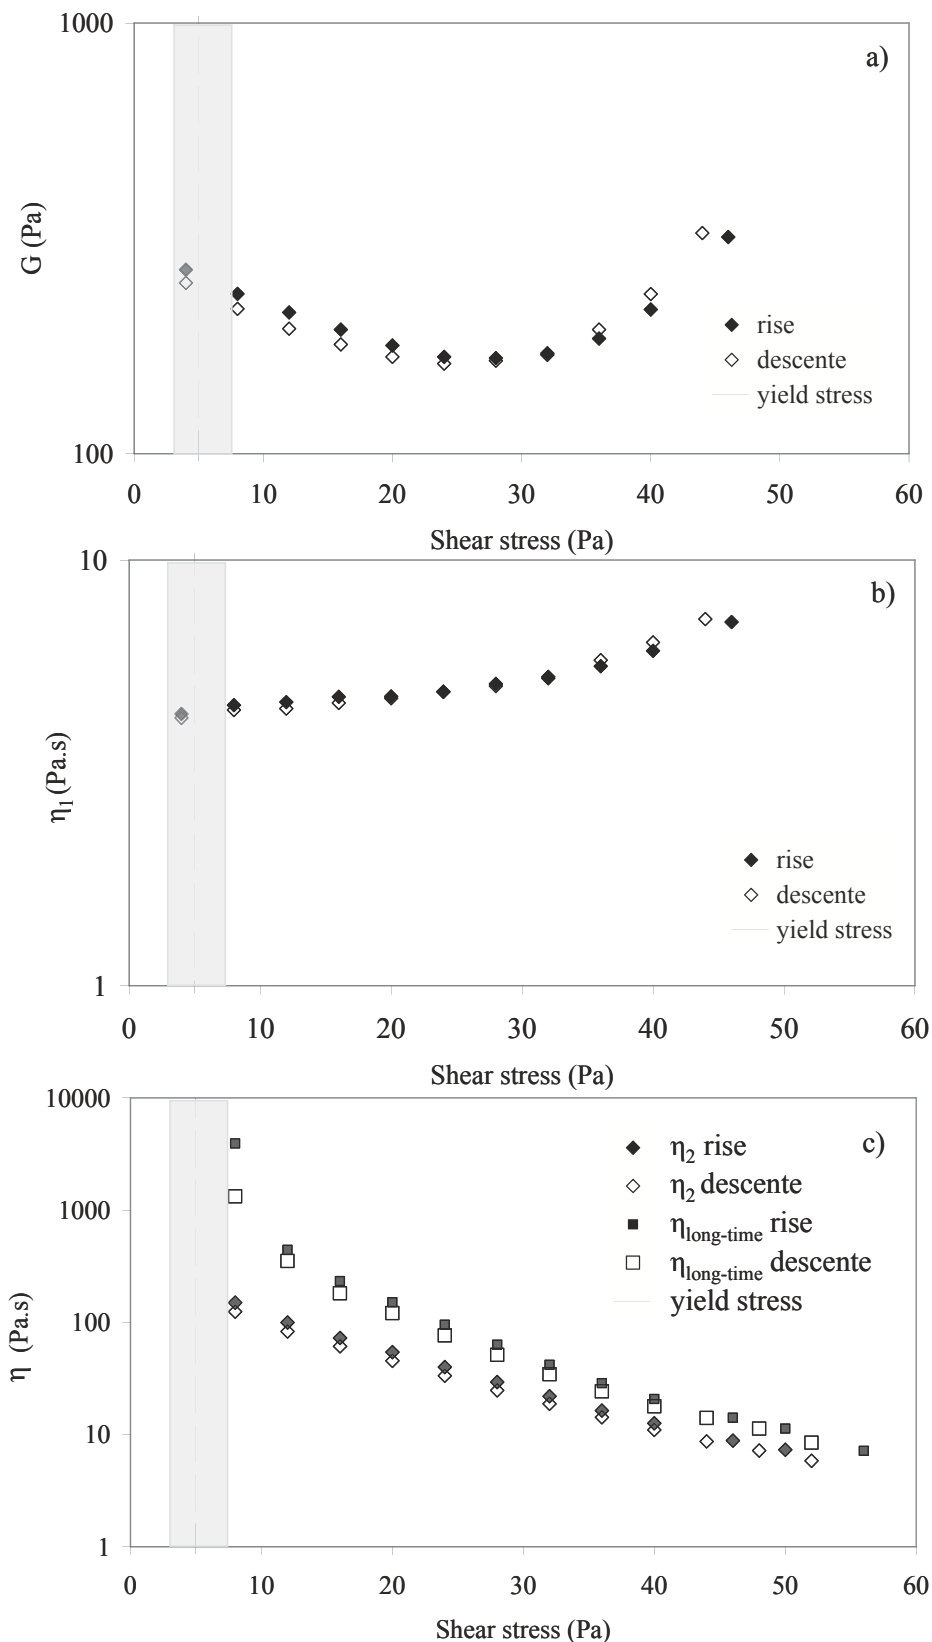 1000
a)
G (Pa)
rise
descente
yield stress
100
0 10 20 30 40 50 60
Shear stress (Pa)
10
b)
η1 (Pa.s)
rise
descente
yield stress
1
0 10 20 30 40 50 60
Shear stress (Pa)
10000
c)
η2 rise
η2 descente
1000
ηlong-time rise
ηlong-time descente
yield stress
100
η (Pa.s)
10
1
0 10 20 30 40 50 60
Shear stress (Pa)